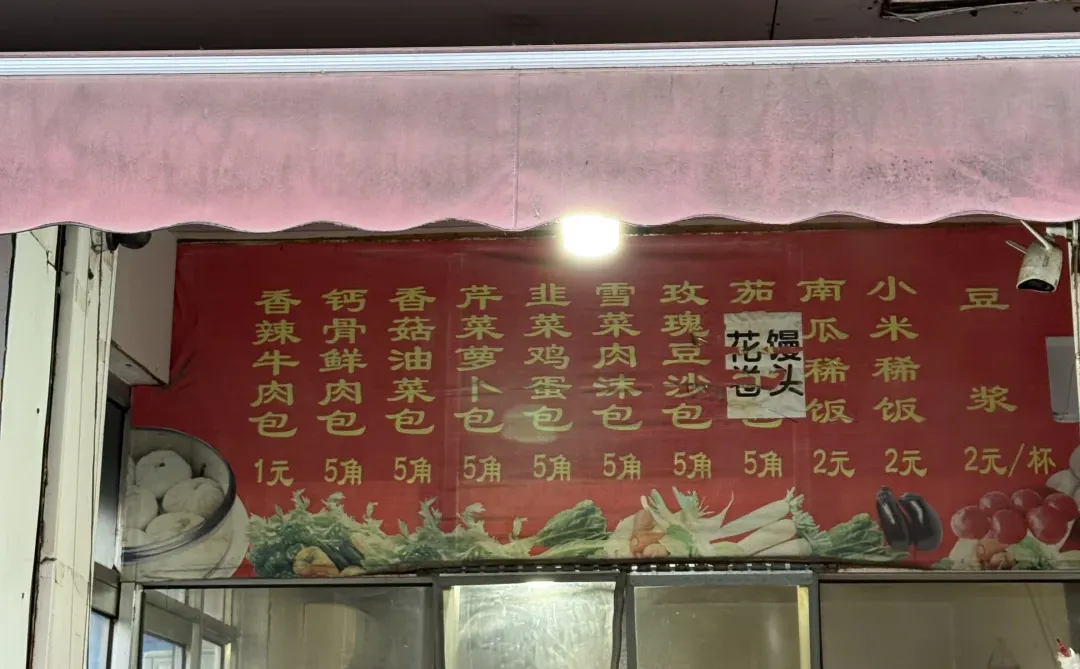 香辣牛肉包 1元
钙骨鲜肉包 5角
香菇油菜包 5角
芹菜萝卜包 5角
韭菜鸡蛋包 5角
雪菜肉沫包 5角
玫瑰豆沙包 5角
茄 包 5角
馒头
花卷
南瓜稀饭 2元
小米稀饭 2元
豆浆 2元/杯